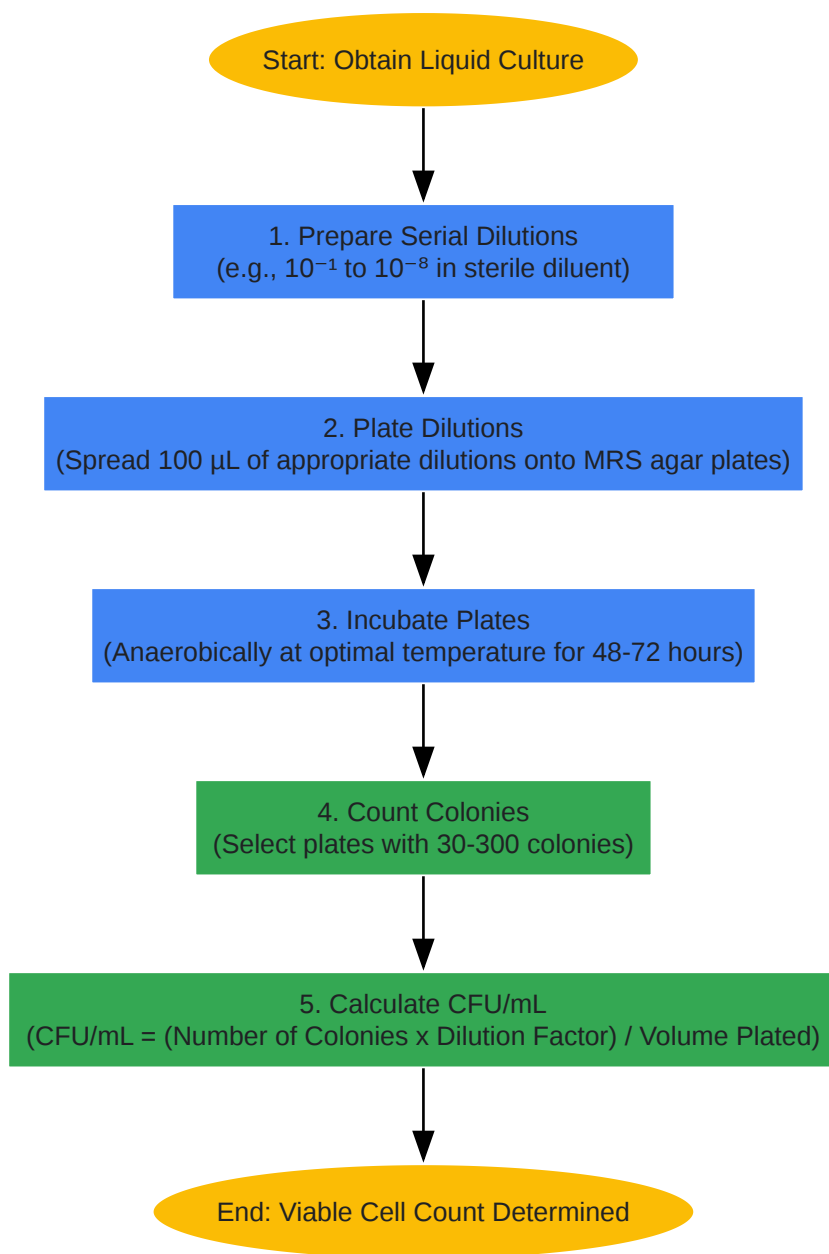 Start: Obtain Liquid Culture
1. Prepare Serial Dilutions
(e.g., 10⁻¹ to 10⁻⁸ in sterile diluent)
2. Plate Dilutions
(Spread 100 µL of appropriate dilutions onto MRS agar plates)
3. Incubate Plates
(Anaerobically at optimal temperature for 48-72 hours)
4. Count Colonies
(Select plates with 30-300 colonies)
5. Calculate CFU/mL
(CFU/mL = (Number of Colonies x Dilution Factor) / Volume Plated)
End: Viable Cell Count Determined